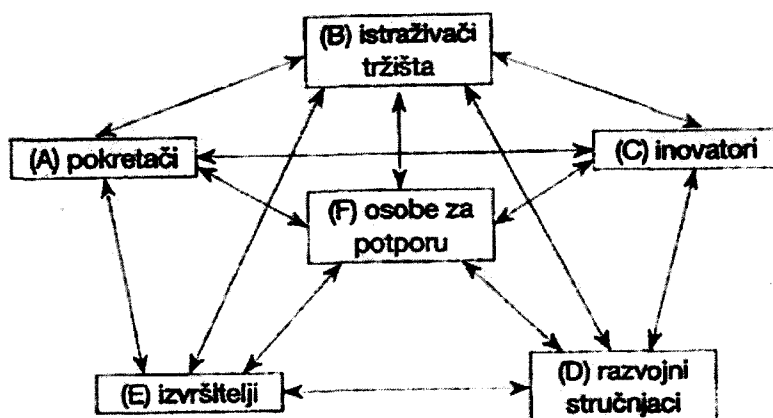 (B) istraživači
tržišta
(A) pokretači
(C) inovatori
(F) osobe za
potporu
(E) izvršitelji
(D) razvojni
stručnjaci